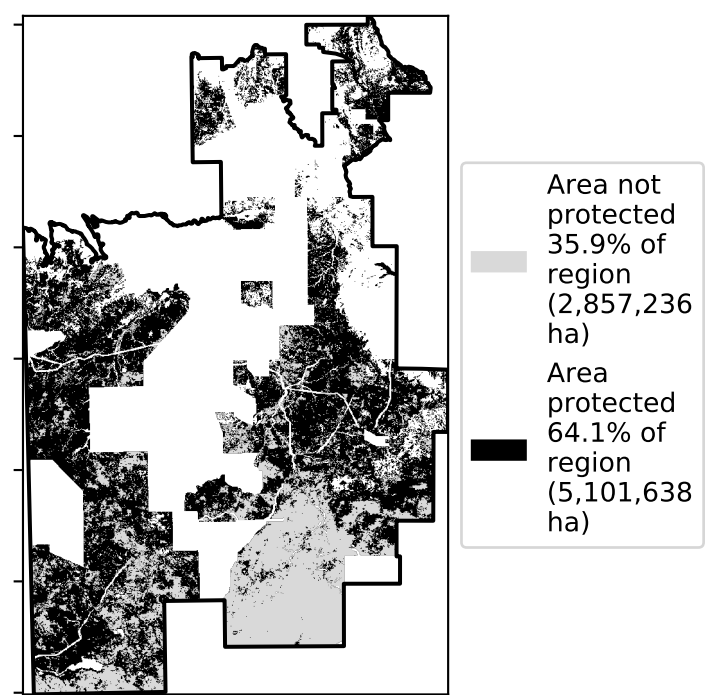 Area not
protected
35.9% of
region
(2,857,236
ha)
Area
protected
64.1% of
region
(5,101,638
ha)